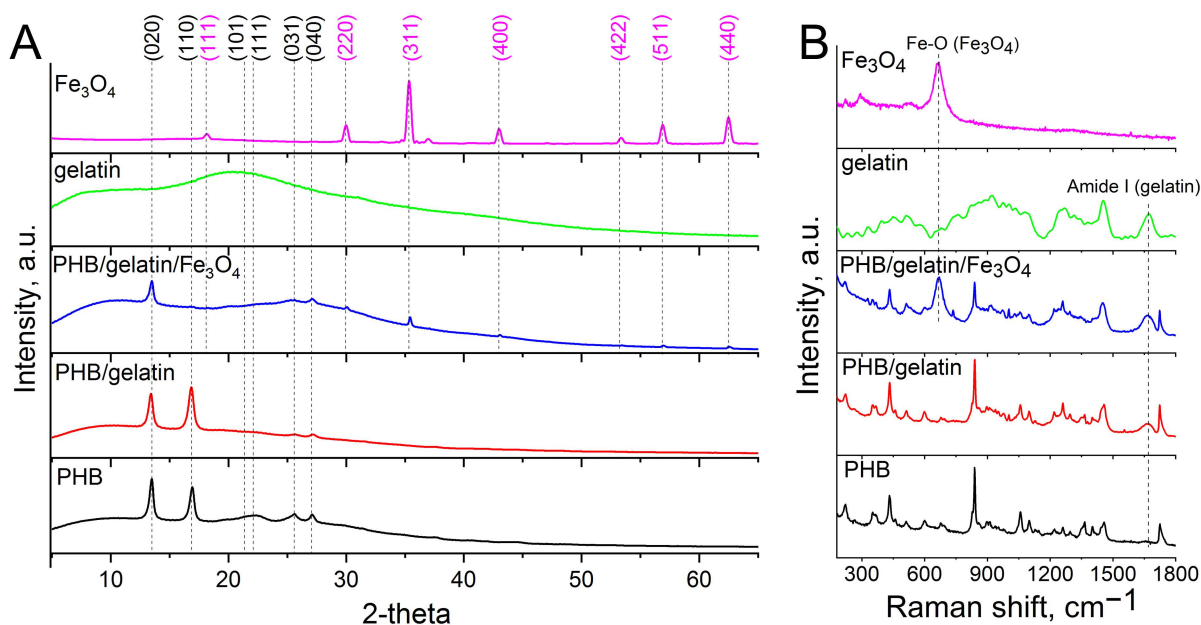 A
(020)
(110)
(111)
(101)
(111)
(031)
(040)
(220)
(311)
(400)
(422)
(511)
(440)
Fe₃O₄
gelatin
PHB/gelatin/Fe₃O₄
PHB/gelatin
PHB
Intensity, a.u.
10
20
30
40
50
60
2-theta
B
Fe-O (Fe₃O₄)
Fe₃O₄
gelatin
Amide I (gelatin)
PHB/gelatin/Fe₃O₄
PHB/gelatin
PHB
Intensity, a.u.
180
600
900
1200
1500
1800
Raman shift, cm⁻¹